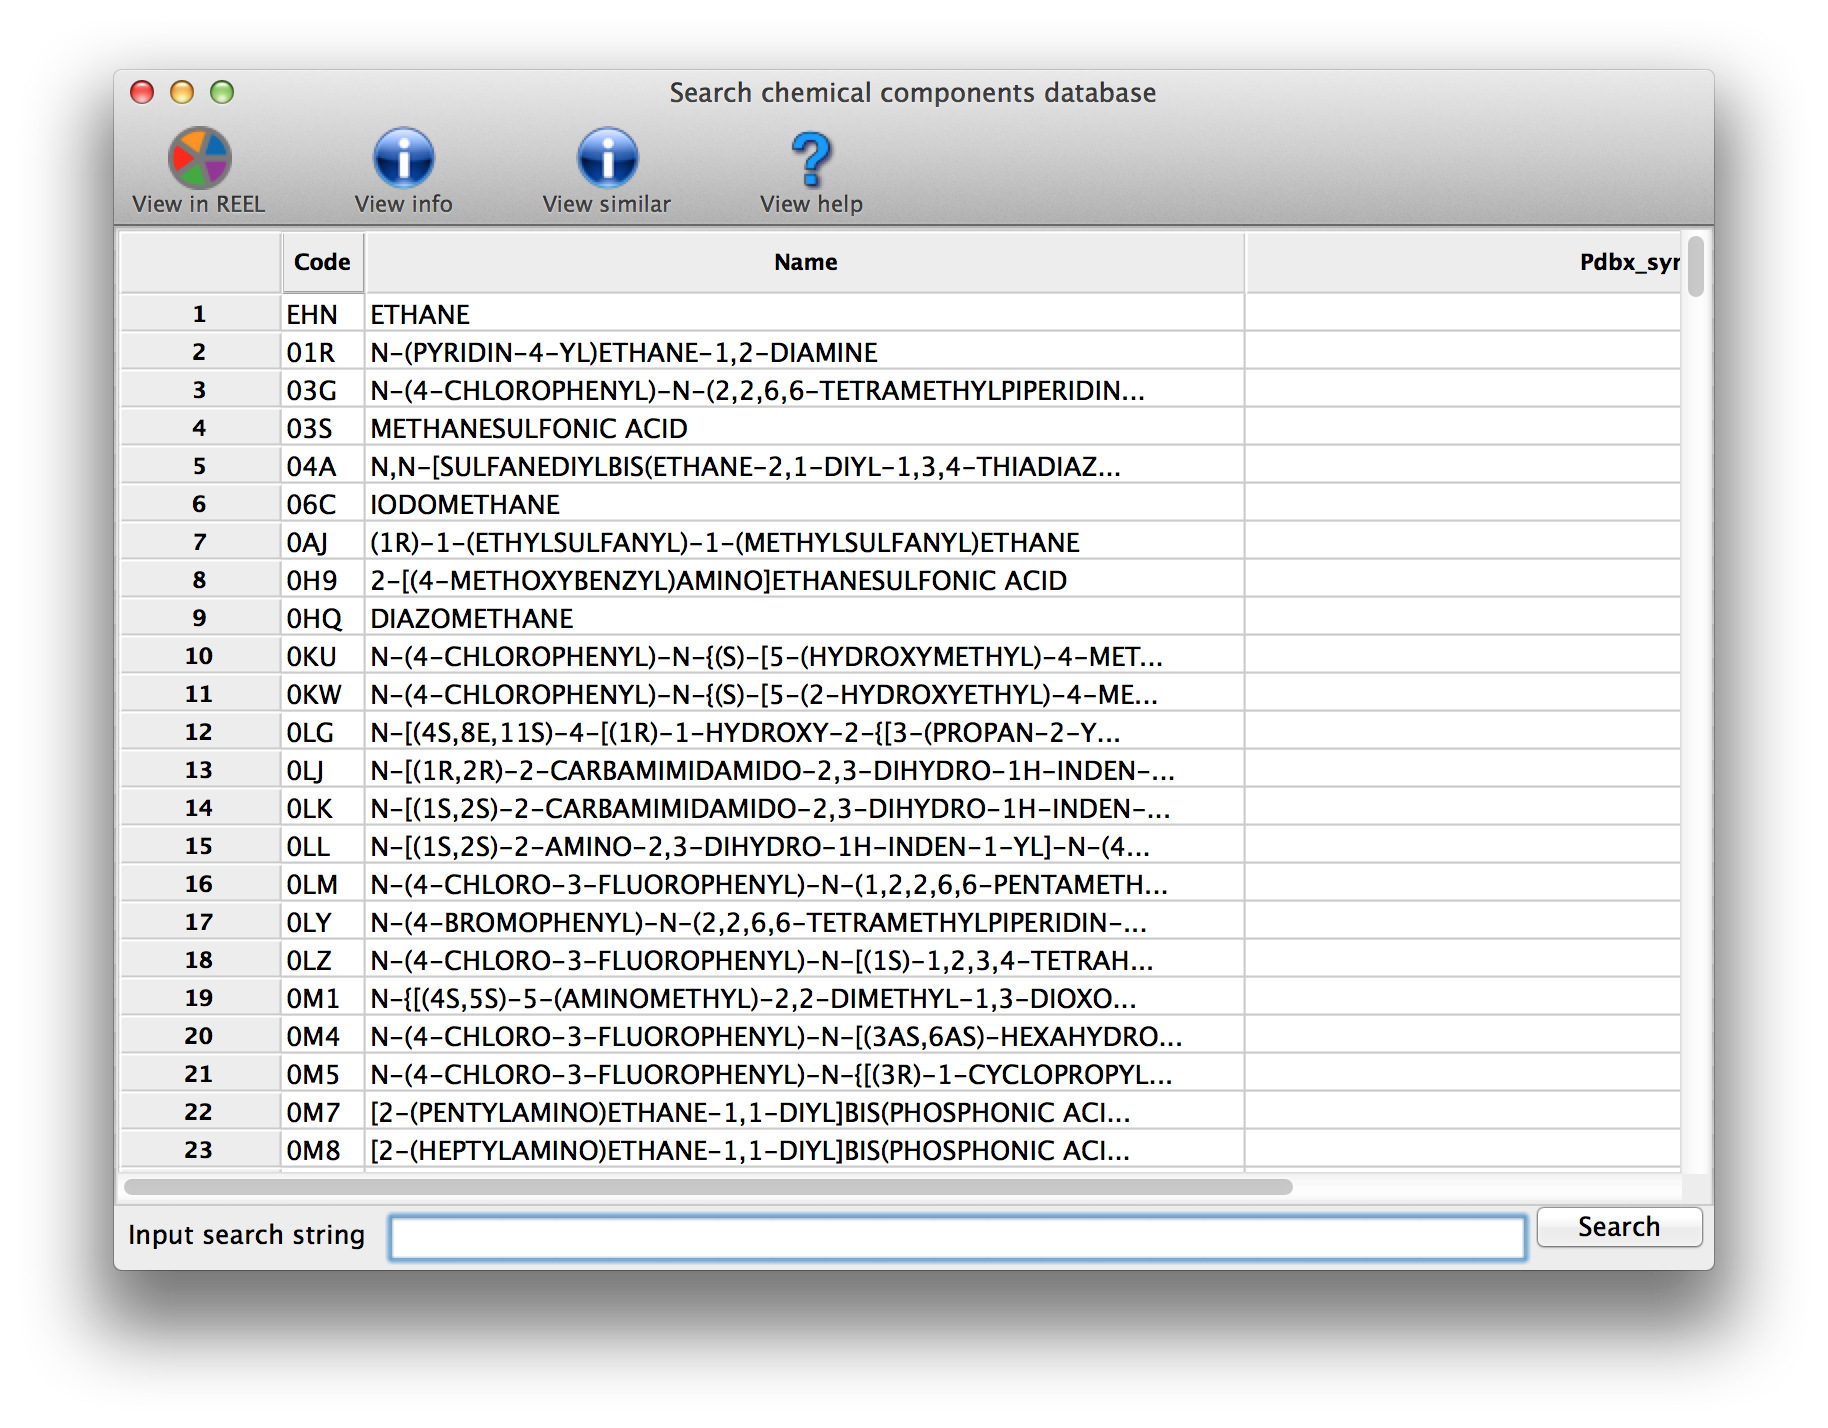 Search chemical components database
View in REEL View info View similar View help
Code Name Pdbx_syr
1 EHN ETHANE
2 01R N-(PYRIDIN-4-YL)ETHANE-1,2-DIAMINE
3 03G N-(4-CHLOROPHENYL)-N-(2,2,6,6-TETRAMETHYLPIPERIDIN...
4 03S METHANESULFONIC ACID
5 04A N,N-[SULFANEDIYLBIS(ETHANE-2,1-DIYL-1,3,4-THIADIAZ...
6 06C IODOMETHANE
7 0AJ (1R)-1-(ETHYLSULFANYL)-1-(METHYLSULFANYL)ETHANE
8 0H9 2-[(4-METHOXYBENZYL)AMINO]ETHANESULFONIC ACID
9 0HQ DIAZOMETHANE
10 0KU N-(4-CHLOROPHENYL)-N-{(S)-[5-(HYDROXYMETHYL)-4-MET...
11 0KW N-(4-CHLOROPHENYL)-N-{(S)-[5-(2-HYDROXYETHYL)-4-ME...
12 0LG N-[(4S,8E,11S)-4-[(1R)-1-HYDROXY-2-{[3-(PROPAN-2-Y...
13 0LJ N-[(1R,2R)-2-CARBAMIMIDAMIDO-2,3-DIHYDRO-1H-INDEN-...
14 0LK N-[(1S,2S)-2-CARBAMIMIDAMIDO-2,3-DIHYDRO-1H-INDEN-...
15 0LL N-[(1S,2S)-2-AMINO-2,3-DIHYDRO-1H-INDEN-1-YL]-N-(4...
16 0LM N-(4-CHLORO-3-FLUOROPHENYL)-N-(1,2,2,6,6-PENTAMETH...
17 0LY N-(4-BROMOPHENYL)-N-(2,2,6,6-TETRAMETHYLPIPERIDIN-...
18 0LZ N-(4-CHLORO-3-FLUOROPHENYL)-N-[(1S)-1,2,3,4-TETRAH...
19 0M1 N-{[(4S,5S)-5-(AMINOMETHYL)-2,2-DIMETHYL-1,3-DIOXO...
20 0M4 N-(4-CHLORO-3-FLUOROPHENYL)-N-[(3AS,6AS)-HEXAHYDRO...
21 0M5 N-(4-CHLORO-3-FLUOROPHENYL)-N-{[(3R)-1-CYCLOPROPYL...
22 0M7 [2-(PENTYLAMINO)ETHANE-1,1-DIYL]BIS(PHOSPHONIC ACI...
23 0M8 [2-(HEPTYLAMINO)ETHANE-1,1-DIYL]BIS(PHOSPHONIC ACI...
Input search string Search